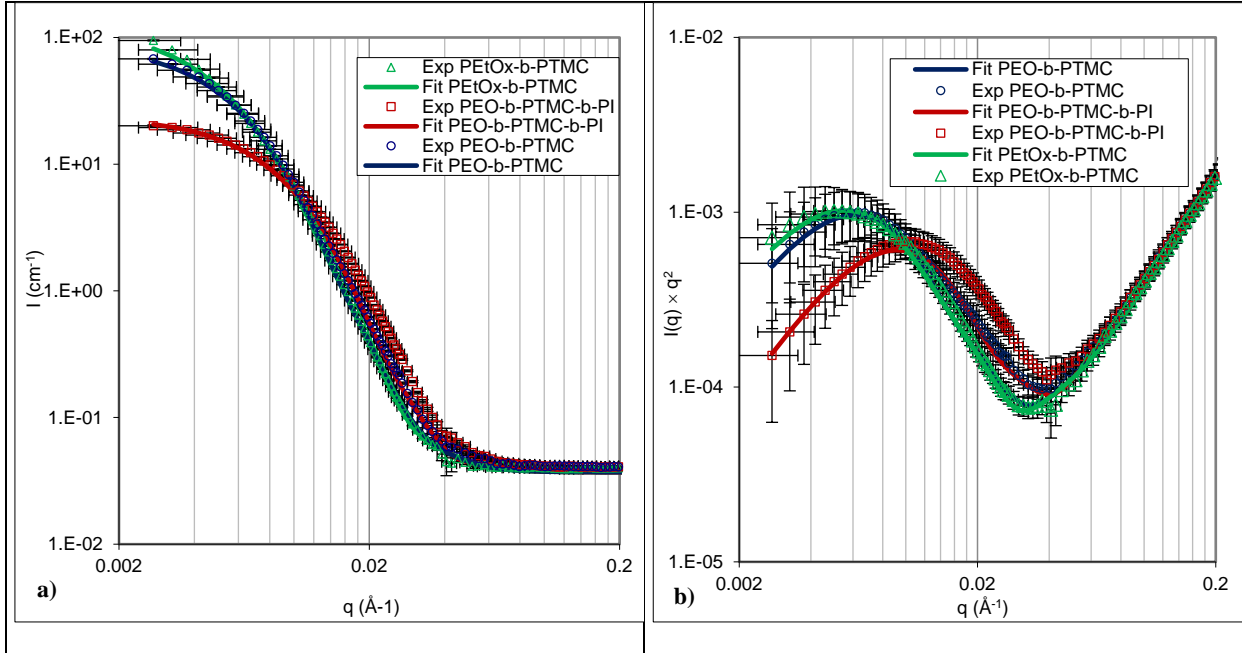 1.E+02
1.E+01
1.E+00
1.E-01
1.E-02
I (cm⁻¹)
Exp PEtOx-b-PTMC
Fit PEtOx-b-PTMC
Exp PEO-b-PTMC-b-PI
Fit PEO-b-PTMC-b-PI
Exp PEO-b-PTMC
Fit PEO-b-PTMC
0.002
0.02
0.2
a)
q (Å-1)
1.E-02
1.E-03
1.E-04
1.E-05
I(q) × q²
Fit PEO-b-PTMC
Exp PEO-b-PTMC
Fit PEO-b-PTMC-b-PI
Exp PEO-b-PTMC-b-PI
Fit PEtOx-b-PTMC
Exp PEtOx-b-PTMC
0.002
0.02
0.2
b)
q (Å⁻¹)